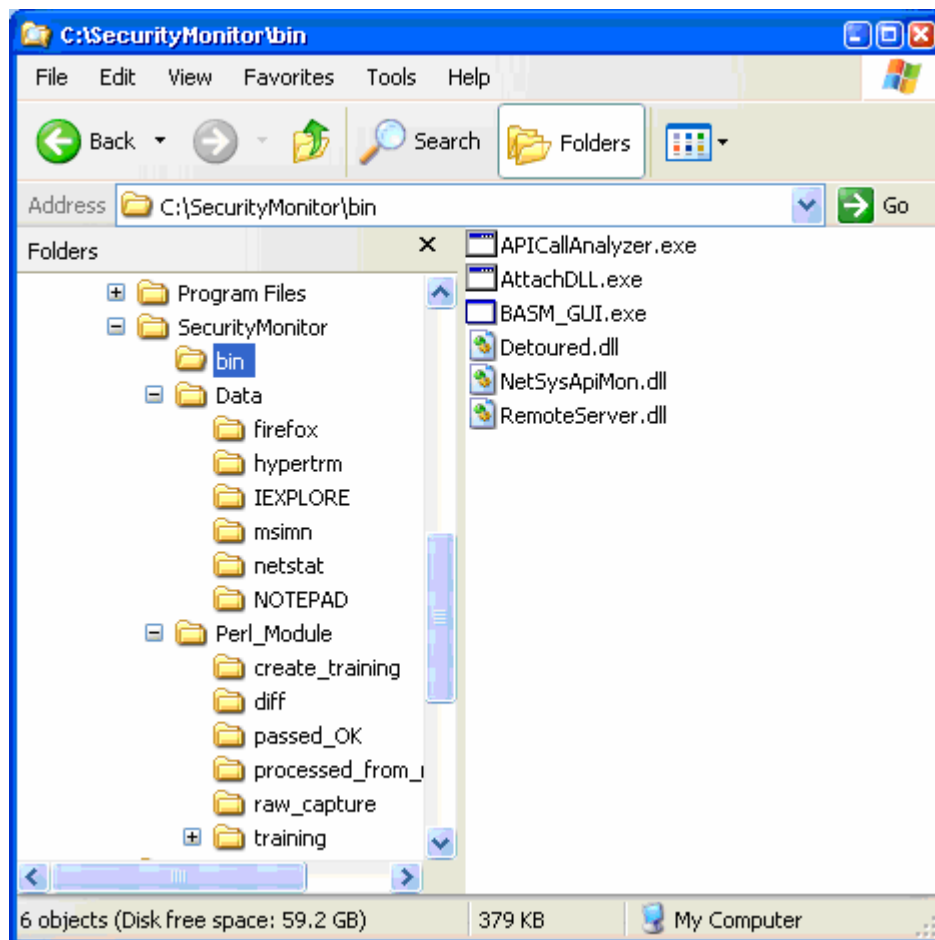 C:\SecurityMonitor\bin
File Edit View Favorites Tools Help
Back Search Folders
Address C:\SecurityMonitor\bin Go
Folders
Program Files
SecurityMonitor
bin
Data
firefox
hypertrm
IEXPLORE
msimn
netstat
NOTEPAD
Perl_Module
create_training
diff
passed_OK
processed_from_
raw_capture
training
APICallAnalyzer.exe
AttachDLL.exe
BASM_GUI.exe
Detoured.dll
NetSysApiMon.dll
RemoteServer.dll
6 objects (Disk free space: 59.2 GB) 379 KB My Computer